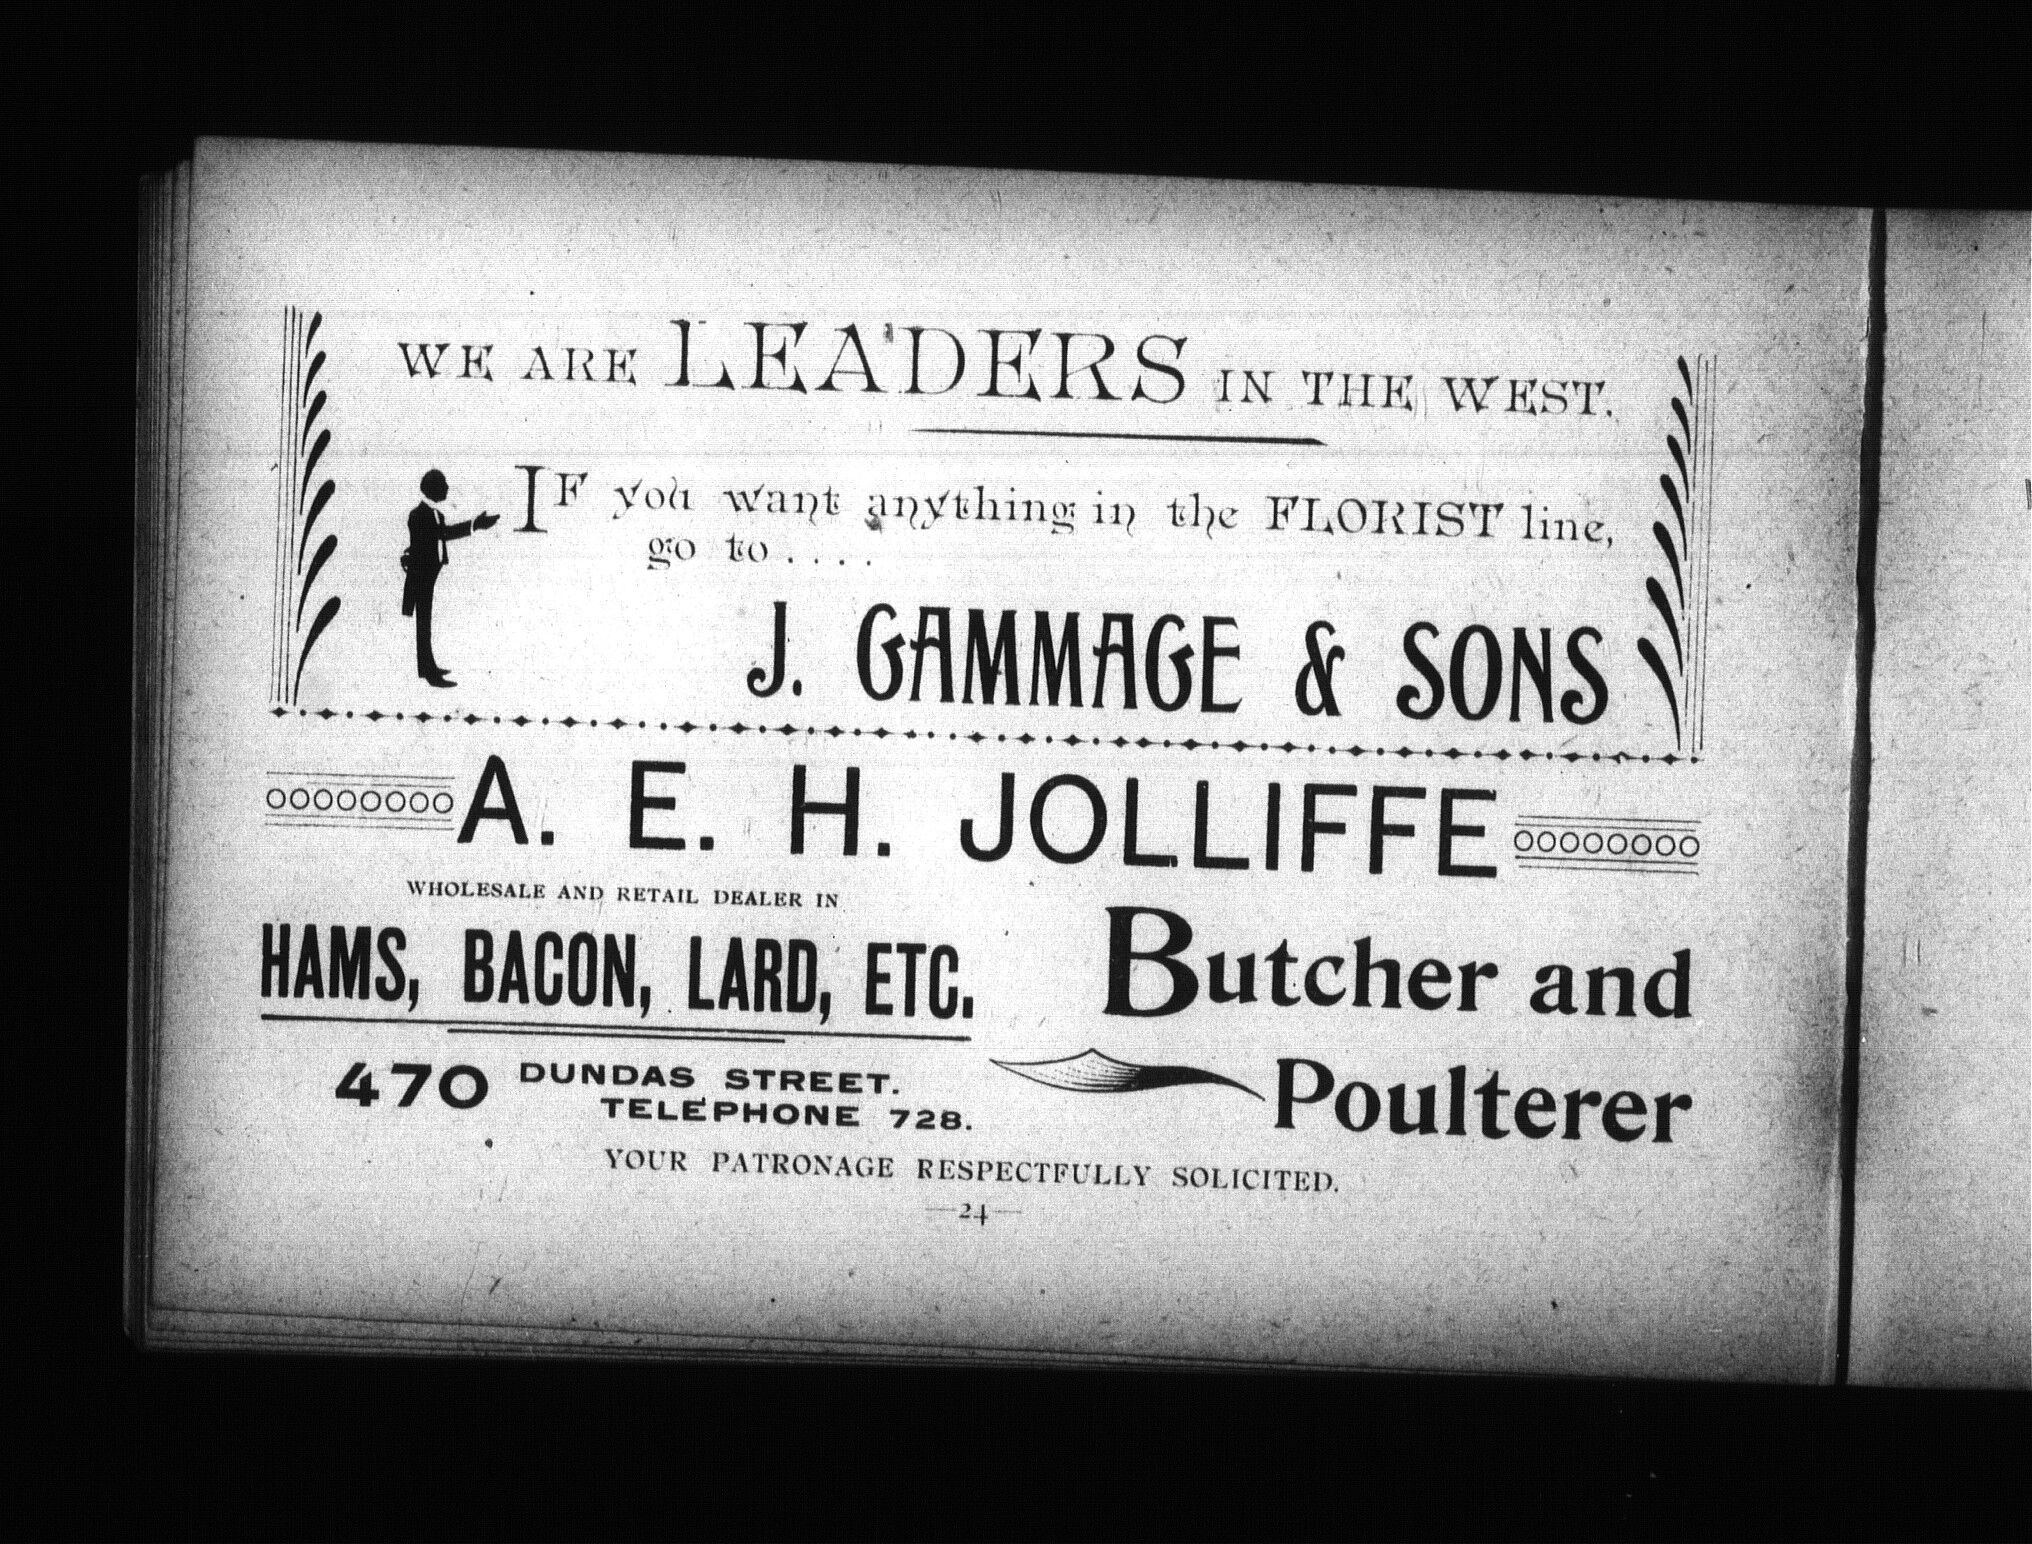 WE ARE LEADERS IN THE WEST.
IF you want anything in the FLORIST line,
go to . . . .
J. GAMMAGE & SONS
A. E. H. JOLLIFFE
WHOLESALE AND RETAIL DEALER IN
HAMS, BACON, LARD, ETC.
470 DUNDAS STREET.
TELEPHONE 728.
Butcher and
Poulterer
YOUR PATRONAGE RESPECTFULLY SOLICITED.
—24—